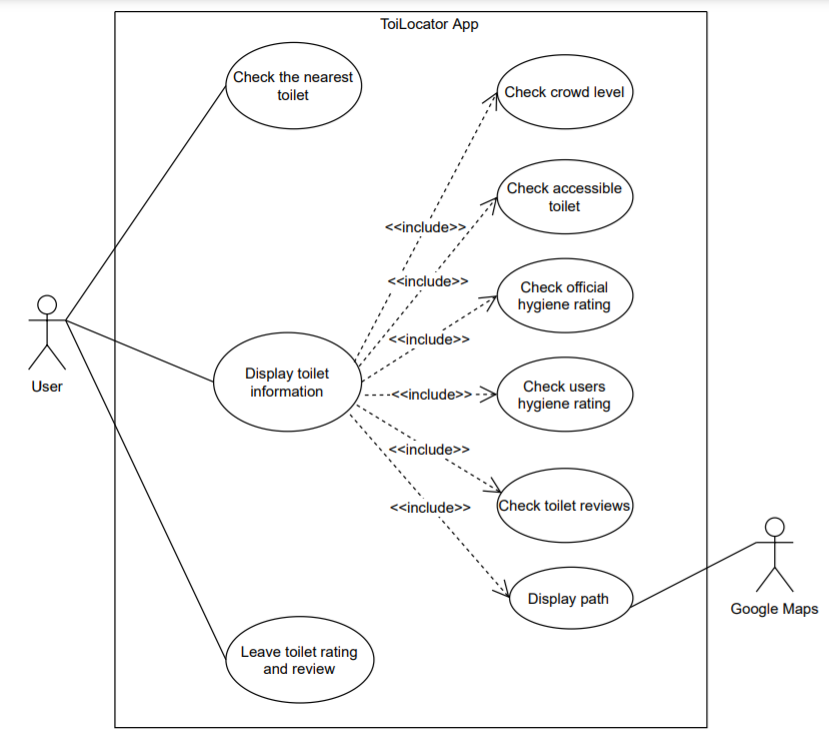 ToiLocator App
Check the nearest
toilet
Check crowd level
Check accessible
toilet
<<include>>
<<include>>
Check official
hygiene rating
<<include>>
User
Display toilet
information
<<include>>
Check users
hygiene rating
<<include>>
Check toilet reviews
<<include>>
Display path
Google Maps
Leave toilet rating
and review